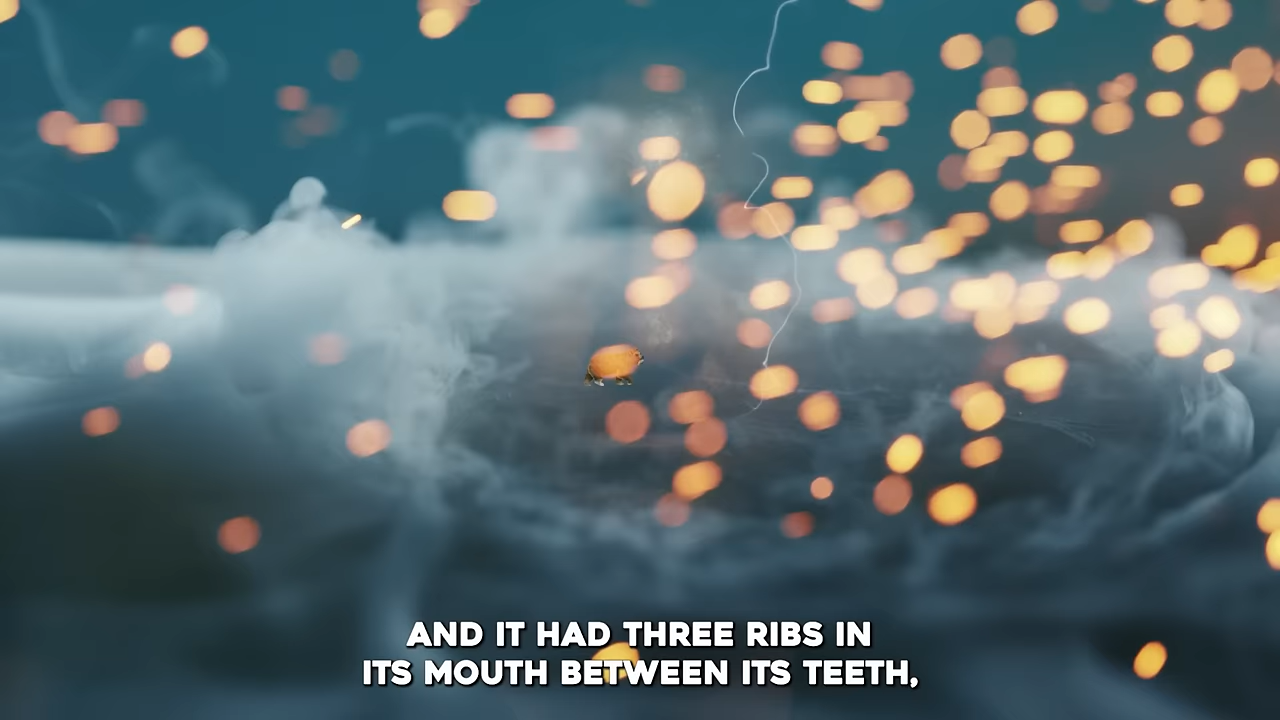 AND IT HAD THREE RIBS IN
ITS MOUTH BETWEEN ITS TEETH,